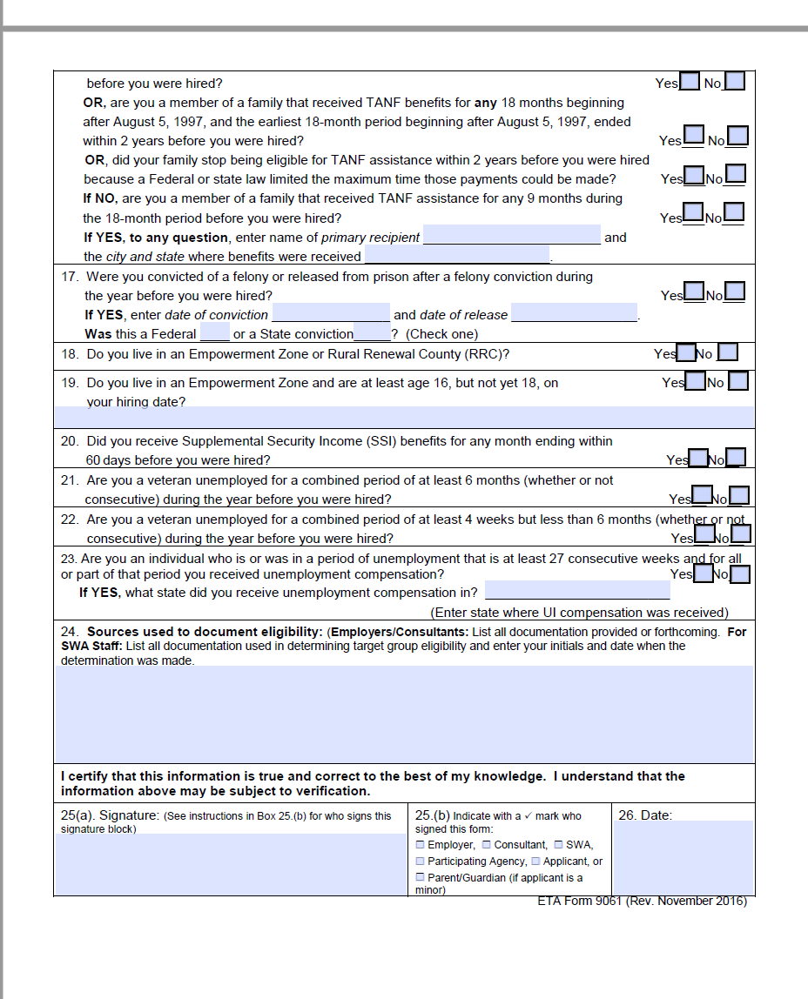 before you were hired? Yes No
OR, are you a member of a family that received TANF benefits for any 18 months beginning
after August 5, 1997, and the earliest 18-month period beginning after August 5, 1997, ended
within 2 years before you were hired? Yes No
OR, did your family stop being eligible for TANF assistance within 2 years before you were hired
because a Federal or state law limited the maximum time those payments could be made? Yes No
If NO, are you a member of a family that received TANF assistance for any 9 months during
the 18-month period before you were hired? Yes No
If YES, to any question, enter name of primary recipient and
the city and state where benefits were received .
17. Were you convicted of a felony or released from prison after a felony conviction during
the year before you were hired? Yes No
If YES, enter date of conviction and date of release .
Was this a Federal or a State conviction ? (Check one)
18. Do you live in an Empowerment Zone or Rural Renewal County (RRC)? Yes No
19. Do you live in an Empowerment Zone and are at least age 16, but not yet 18, on Yes No
your hiring date?
20. Did you receive Supplemental Security Income (SSI) benefits for any month ending within
60 days before you were hired? Yes No
21. Are you a veteran unemployed for a combined period of at least 6 months (whether or not
consecutive) during the year before you were hired? Yes No
22. Are you a veteran unemployed for a combined period of at least 4 weeks but less than 6 months (whether or not
consecutive) during the year before you were hired? Yes No
23. Are you an individual who is or was in a period of unemployment that is at least 27 consecutive weeks and for all
or part of that period you received unemployment compensation? Yes No
If YES, what state did you receive unemployment compensation in?
(Enter state where UI compensation was received)
24. Sources used to document eligibility: (Employers/Consultants: List all documentation provided or forthcoming. For
SWA Staff: List all documentation used in determining target group eligibility and enter your initials and date when the
determination was made.
I certify that this information is true and correct to the best of my knowledge. I understand that the
information above may be subject to verification.
25(a). Signature: (See instructions in Box 25.(b) for who signs this
signature block)
25.(b) Indicate with a ✓ mark who
signed this form:
☐ Employer, ☐ Consultant, ☐ SWA,
☐ Participating Agency, ☐ Applicant, or
☐ Parent/Guardian (if applicant is a
minor)
26. Date:
ETA Form 9061 (Rev. November 2016)